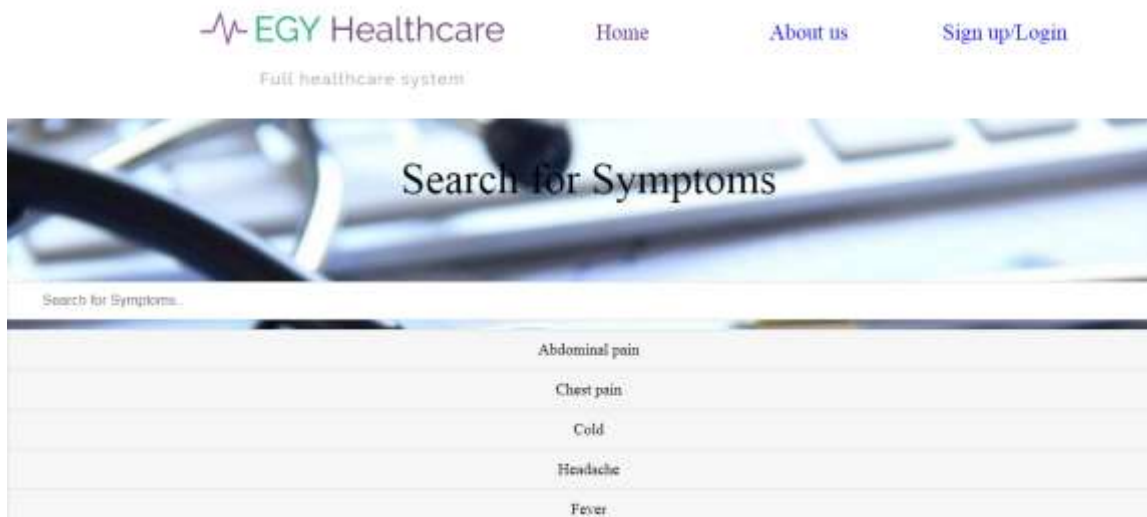 EGY Healthcare Home About us Sign up/Login
Full healthcare system
Search for Symptoms
Search for Symptoms..
Abdominal pain
Chest pain
Cold
Headache
Fever